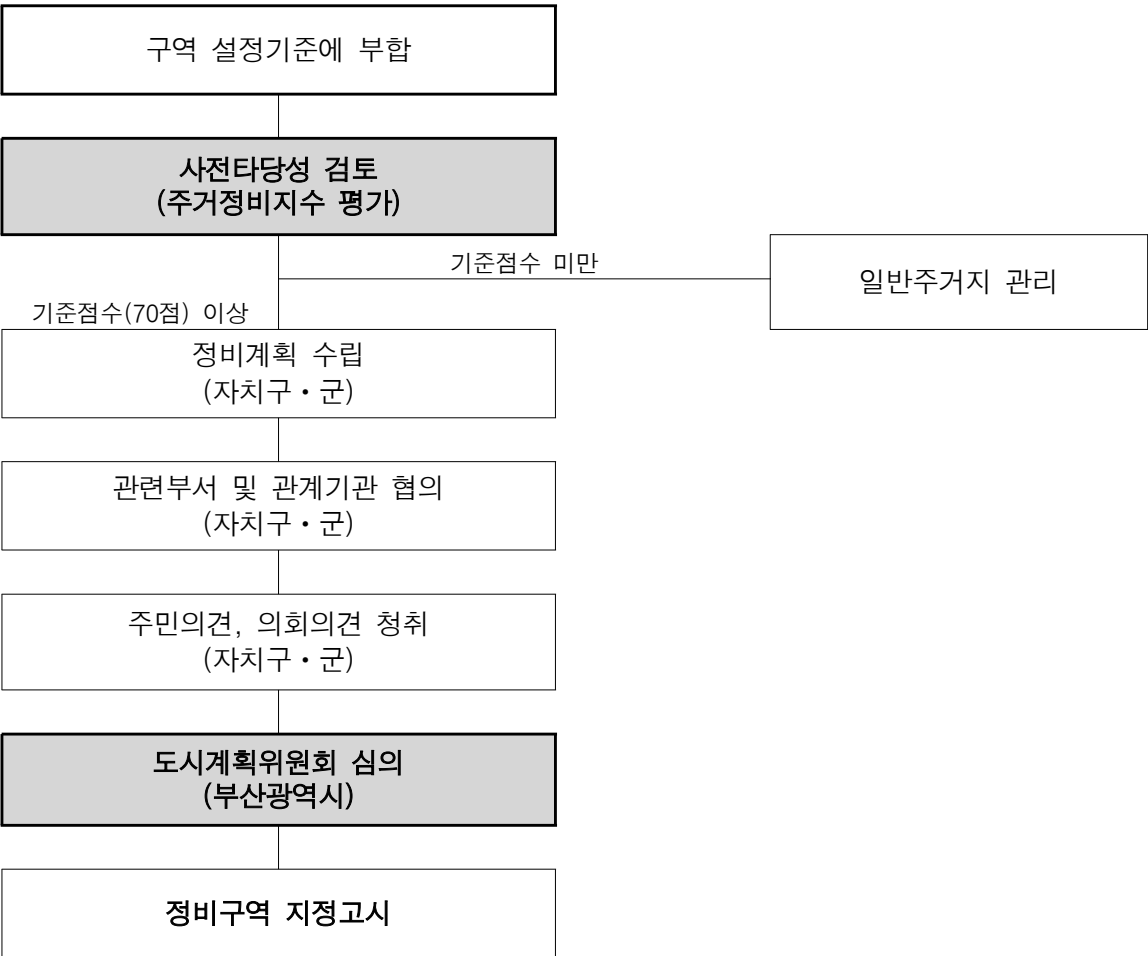 구역 설정기준에 부합
사전타당성 검토
(주거정비지수 평가)
기준점수 미만
일반주거지 관리
기준점수(70점) 이상
정비계획 수립
(자치구・군)
관련부서 및 관계기관 협의
(자치구・군)
주민의견, 의회의견 청취
(자치구・군)
도시계획위원회 심의
(부산광역시)
정비구역 지정고시